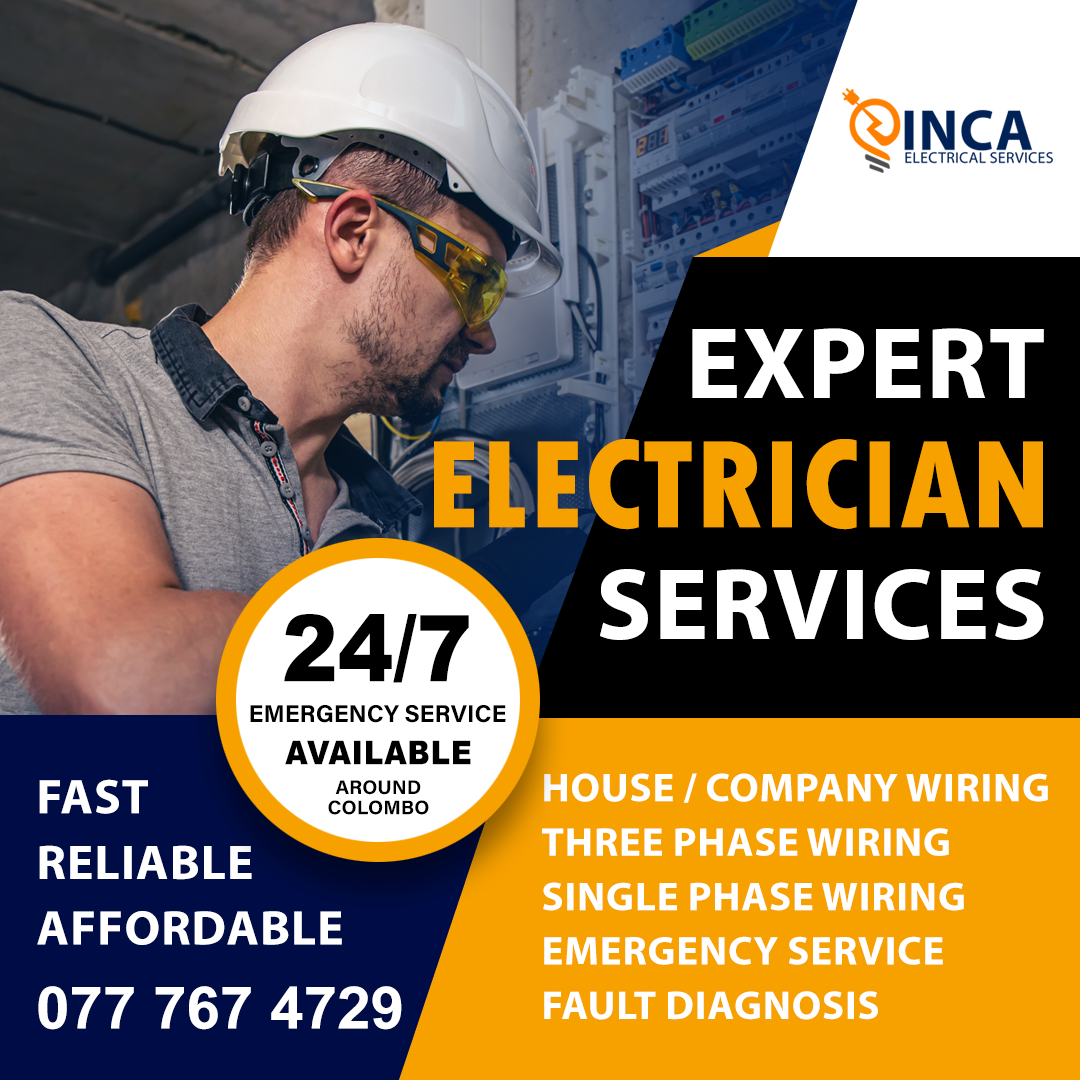 INCA
ELECTRICAL SERVICES
EXPERT
ELECTRICIAN
SERVICES
24/7
EMERGENCY SERVICE
AVAILABLE
AROUND
COLOMBO
FAST
RELIABLE
AFFORDABLE
077 767 4729
HOUSE / COMPANY WIRING
THREE PHASE WIRING
SINGLE PHASE WIRING
EMERGENCY SERVICE
FAULT DIAGNOSIS